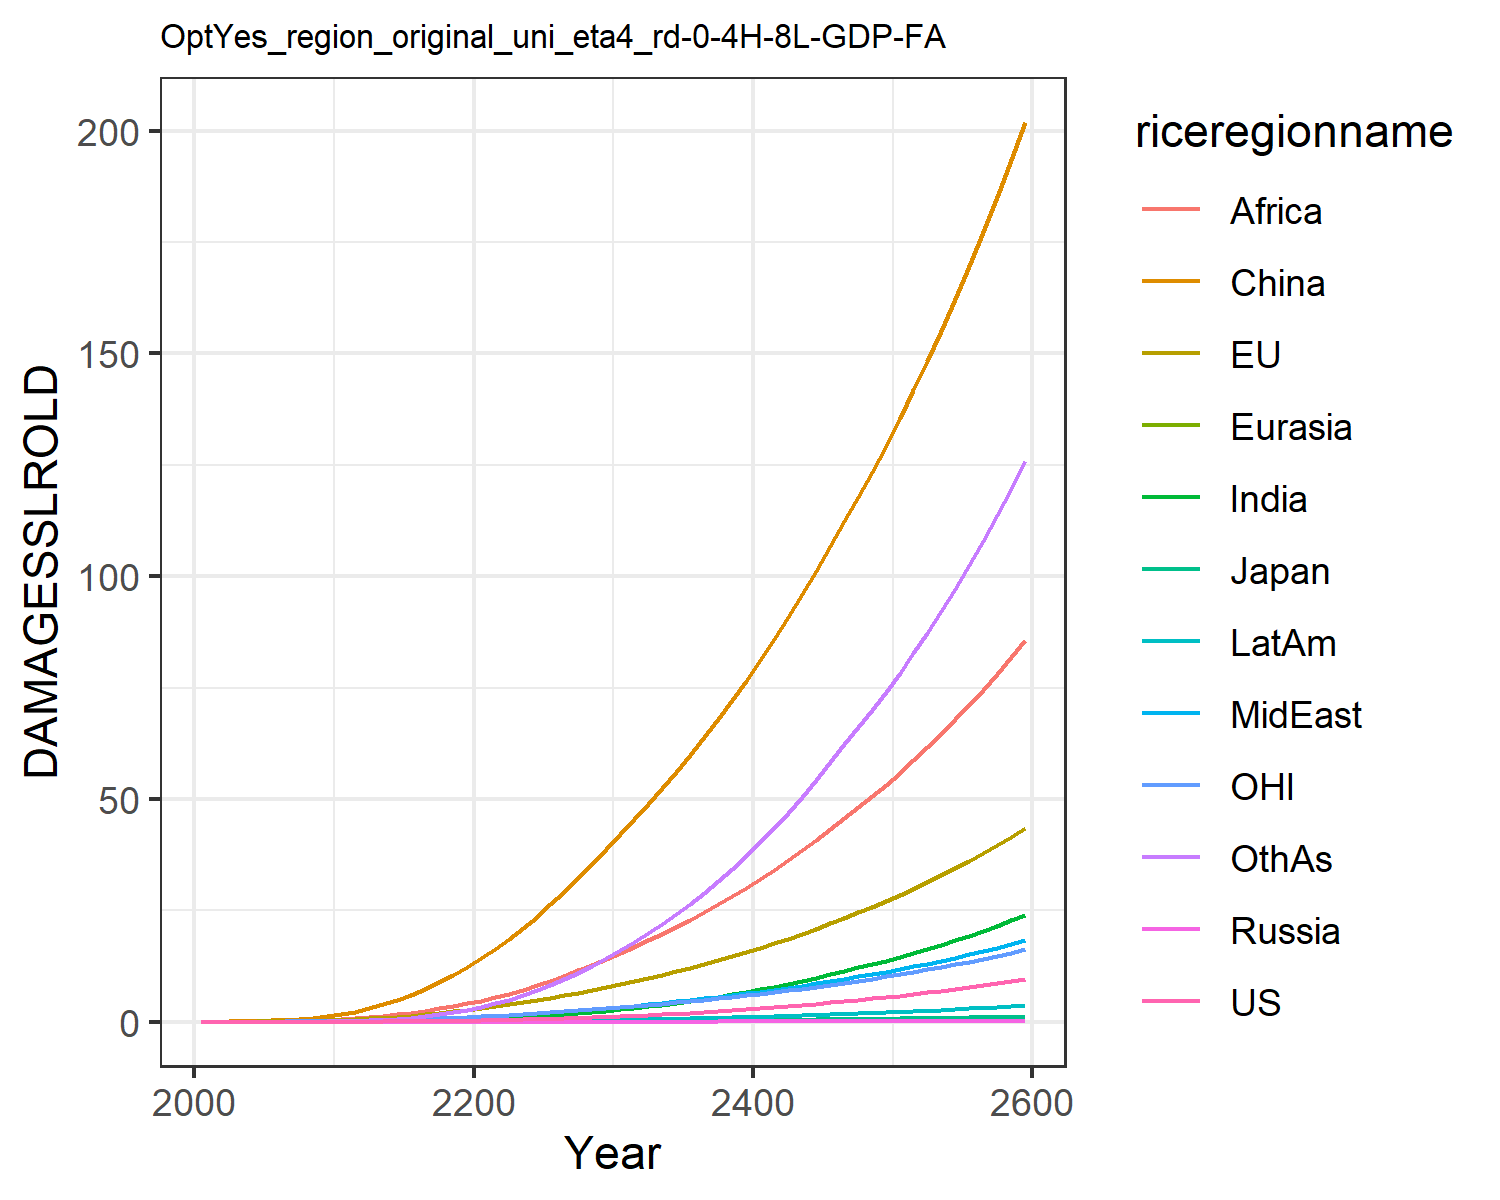 OptYes_region_original_uni_eta4_rd-0-4H-8L-GDP-FA
DAMAGESSLROLD
200
150
100
50
0
2000
2200
2400
2600
Year
riceregionname
Africa
China
EU
Eurasia
India
Japan
LatAm
MidEast
OHI
OthAs
Russia
US